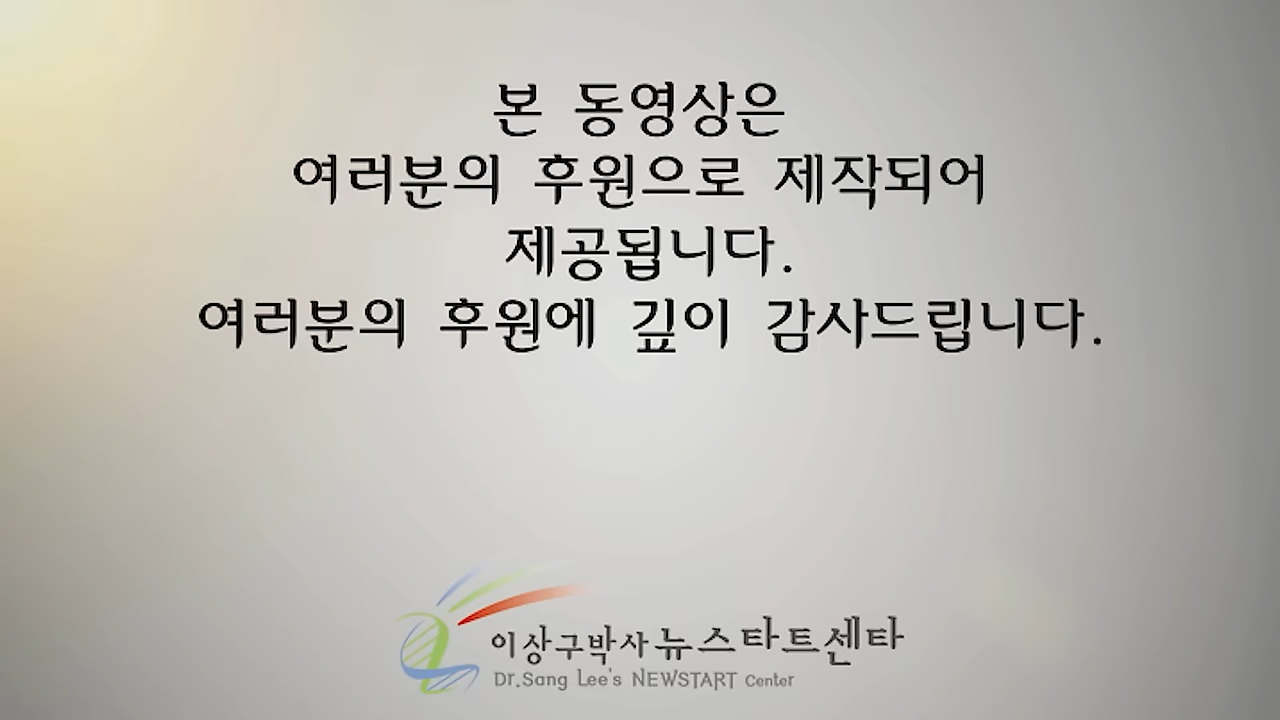 본 동영상은
여러분의 후원으로 제작되어
제공됩니다.
여러분의 후원에 깊이 감사드립니다.
이상구박사 뉴스타트센타
Dr.Sang Lee's NEWSTART Center